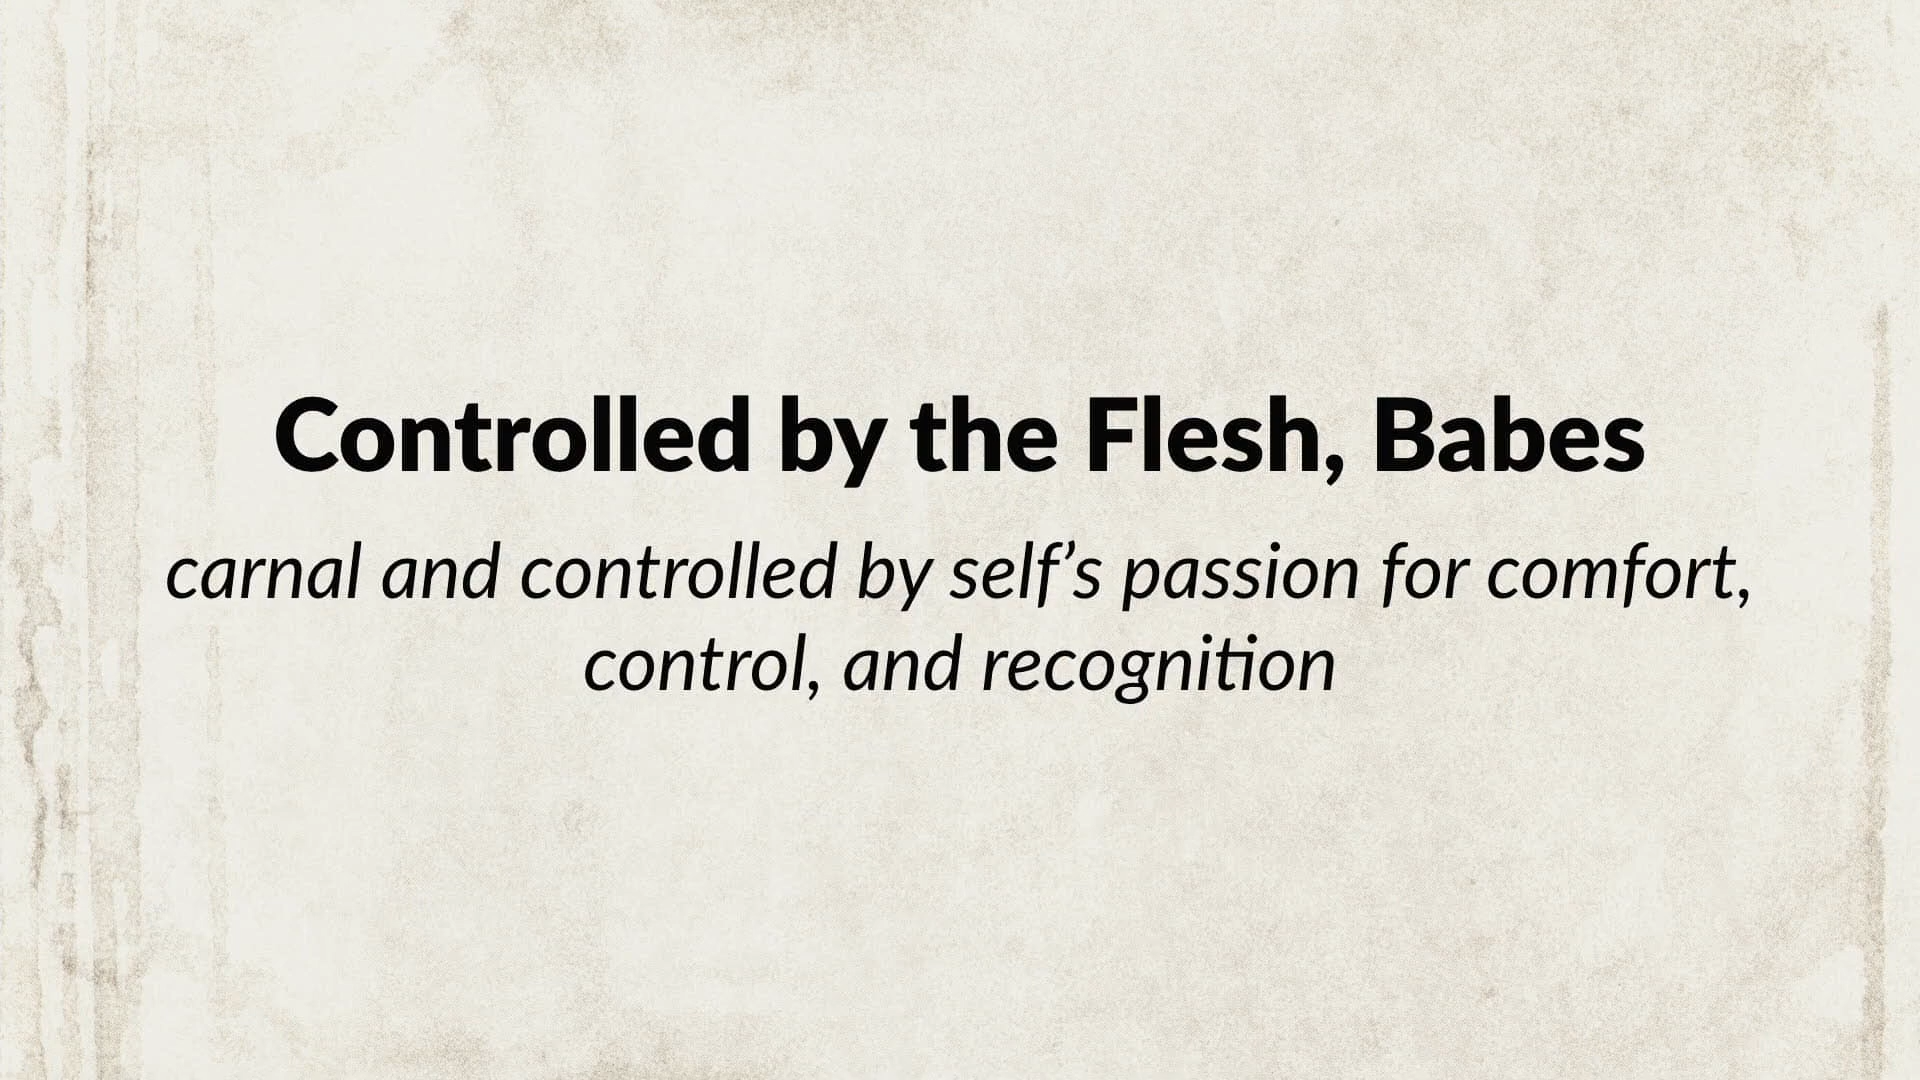 Controlled by the Flesh, Babes
carnal and controlled by self’s passion for comfort,
control, and recognition